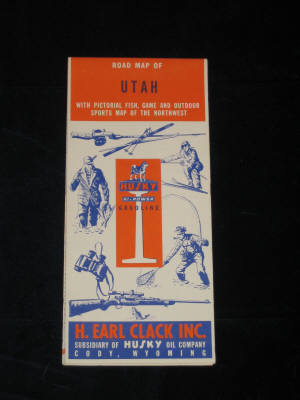 ROAD MAP OF
UTAH
WITH PICTORIAL FISH, GAME AND OUTDOOR
SPORTS MAP OF THE NORTHWEST
HUSKY
HI-POWER
GASOLINE
H. EARL CLACK INC.
SUBSIDIARY OF HUSKY OIL COMPANY
CODY, WYOMING